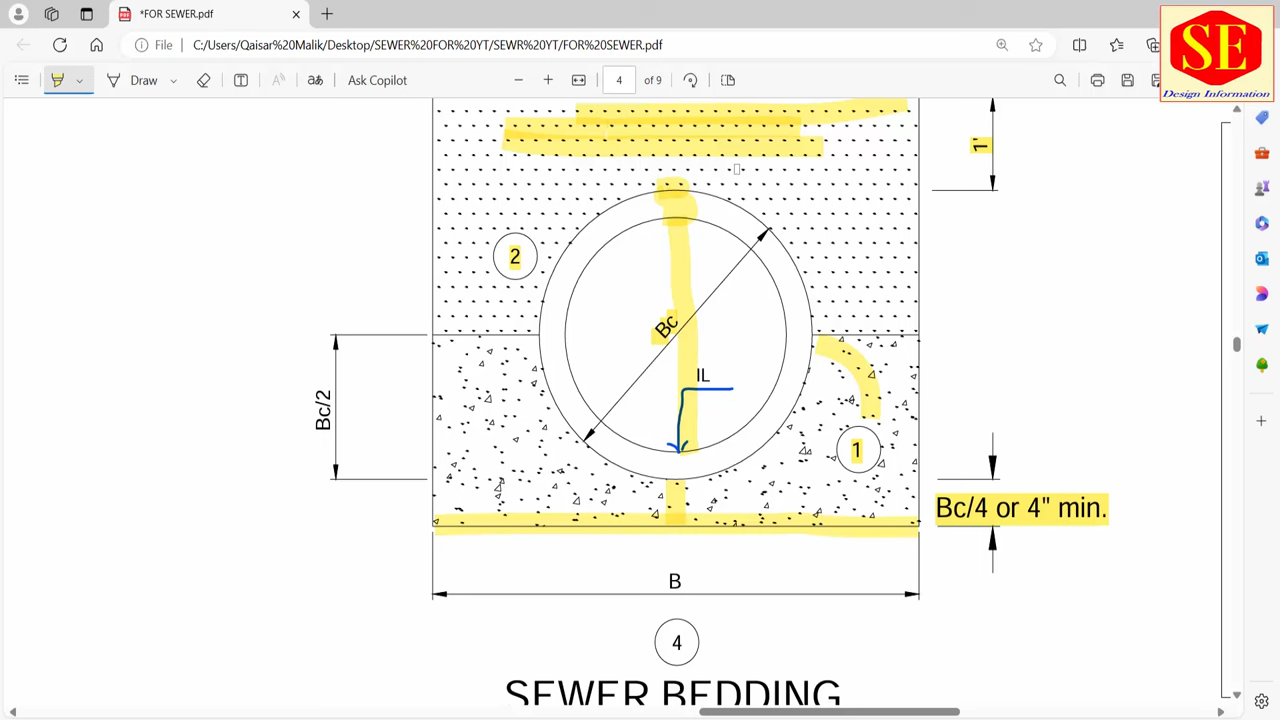 *FOR SEWER.pdf
File
C:/Users/Qaisar%20Malik/Desktop/SEWER%20FOR%20YT/SEWR%20YT/FOR%20SEWER.pdf
SE
Design Information
Draw
Ask Copilot
4 of 9
1'
2
Bc
IL
Bc/2
1
Bc/4 or 4" min.
B
4
SEWER BEDDING